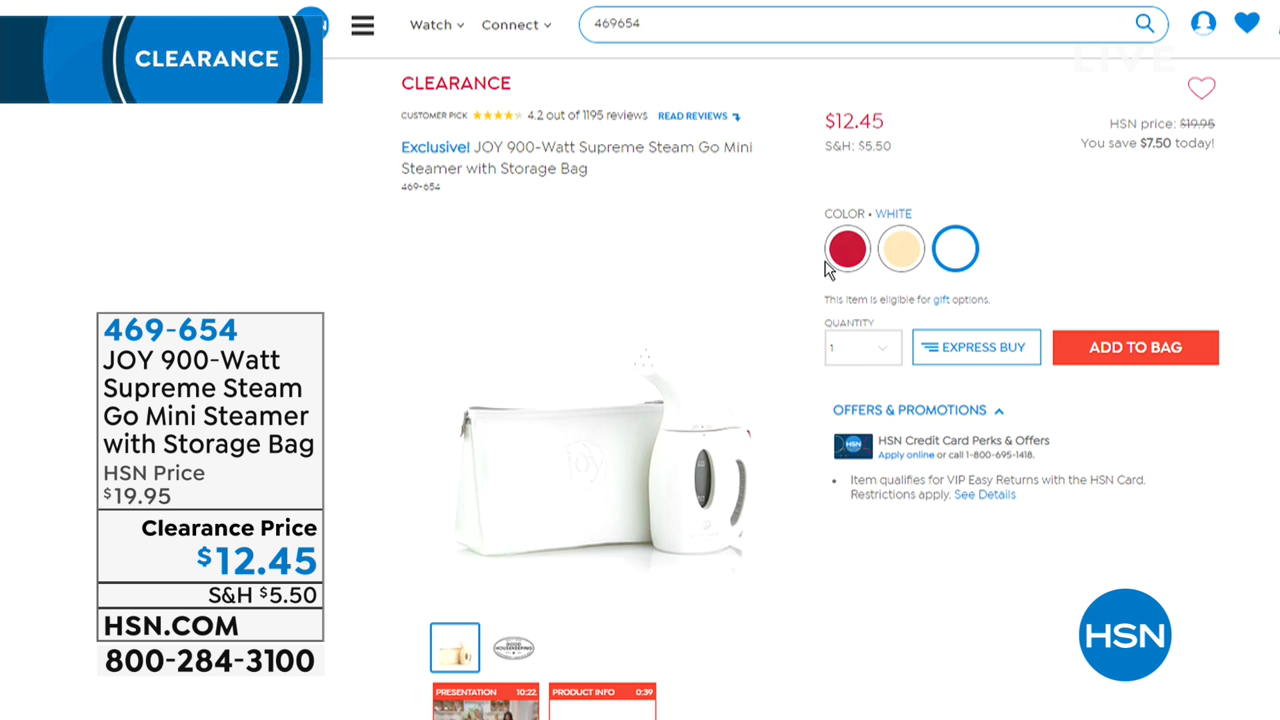 CLEARANCE
Watch
Connect
469654
LIVE
CLEARANCE
CUSTOMER PICK 4.2 out of 1195 reviews READ REVIEWS
Exclusive! JOY 900-Watt Supreme Steam Go Mini
Steamer with Storage Bag
469-654
$12.45
S&H: $5.50
HSN price: $19.95
You save $7.50 today!
COLOR • WHITE
This item is eligible for gift options.
QUANTITY
1
EXPRESS BUY
ADD TO BAG
OFFERS & PROMOTIONS
HSN
HSN Credit Card Perks & Offers
Apply online or call 1-800-695-1418.
• Item qualifies for VIP Easy Returns with the HSN Card.
Restrictions apply. See Details
joy
469-654
JOY 900-Watt
Supreme Steam
Go Mini Steamer
with Storage Bag
HSN Price
$19.95
Clearance Price
$12.45
S&H $5.50
HSN.COM
800-284-3100
GOOD
HOUSEKEEPING
PRESENTATION 10:22
PRODUCT INFO 0:39
HSN